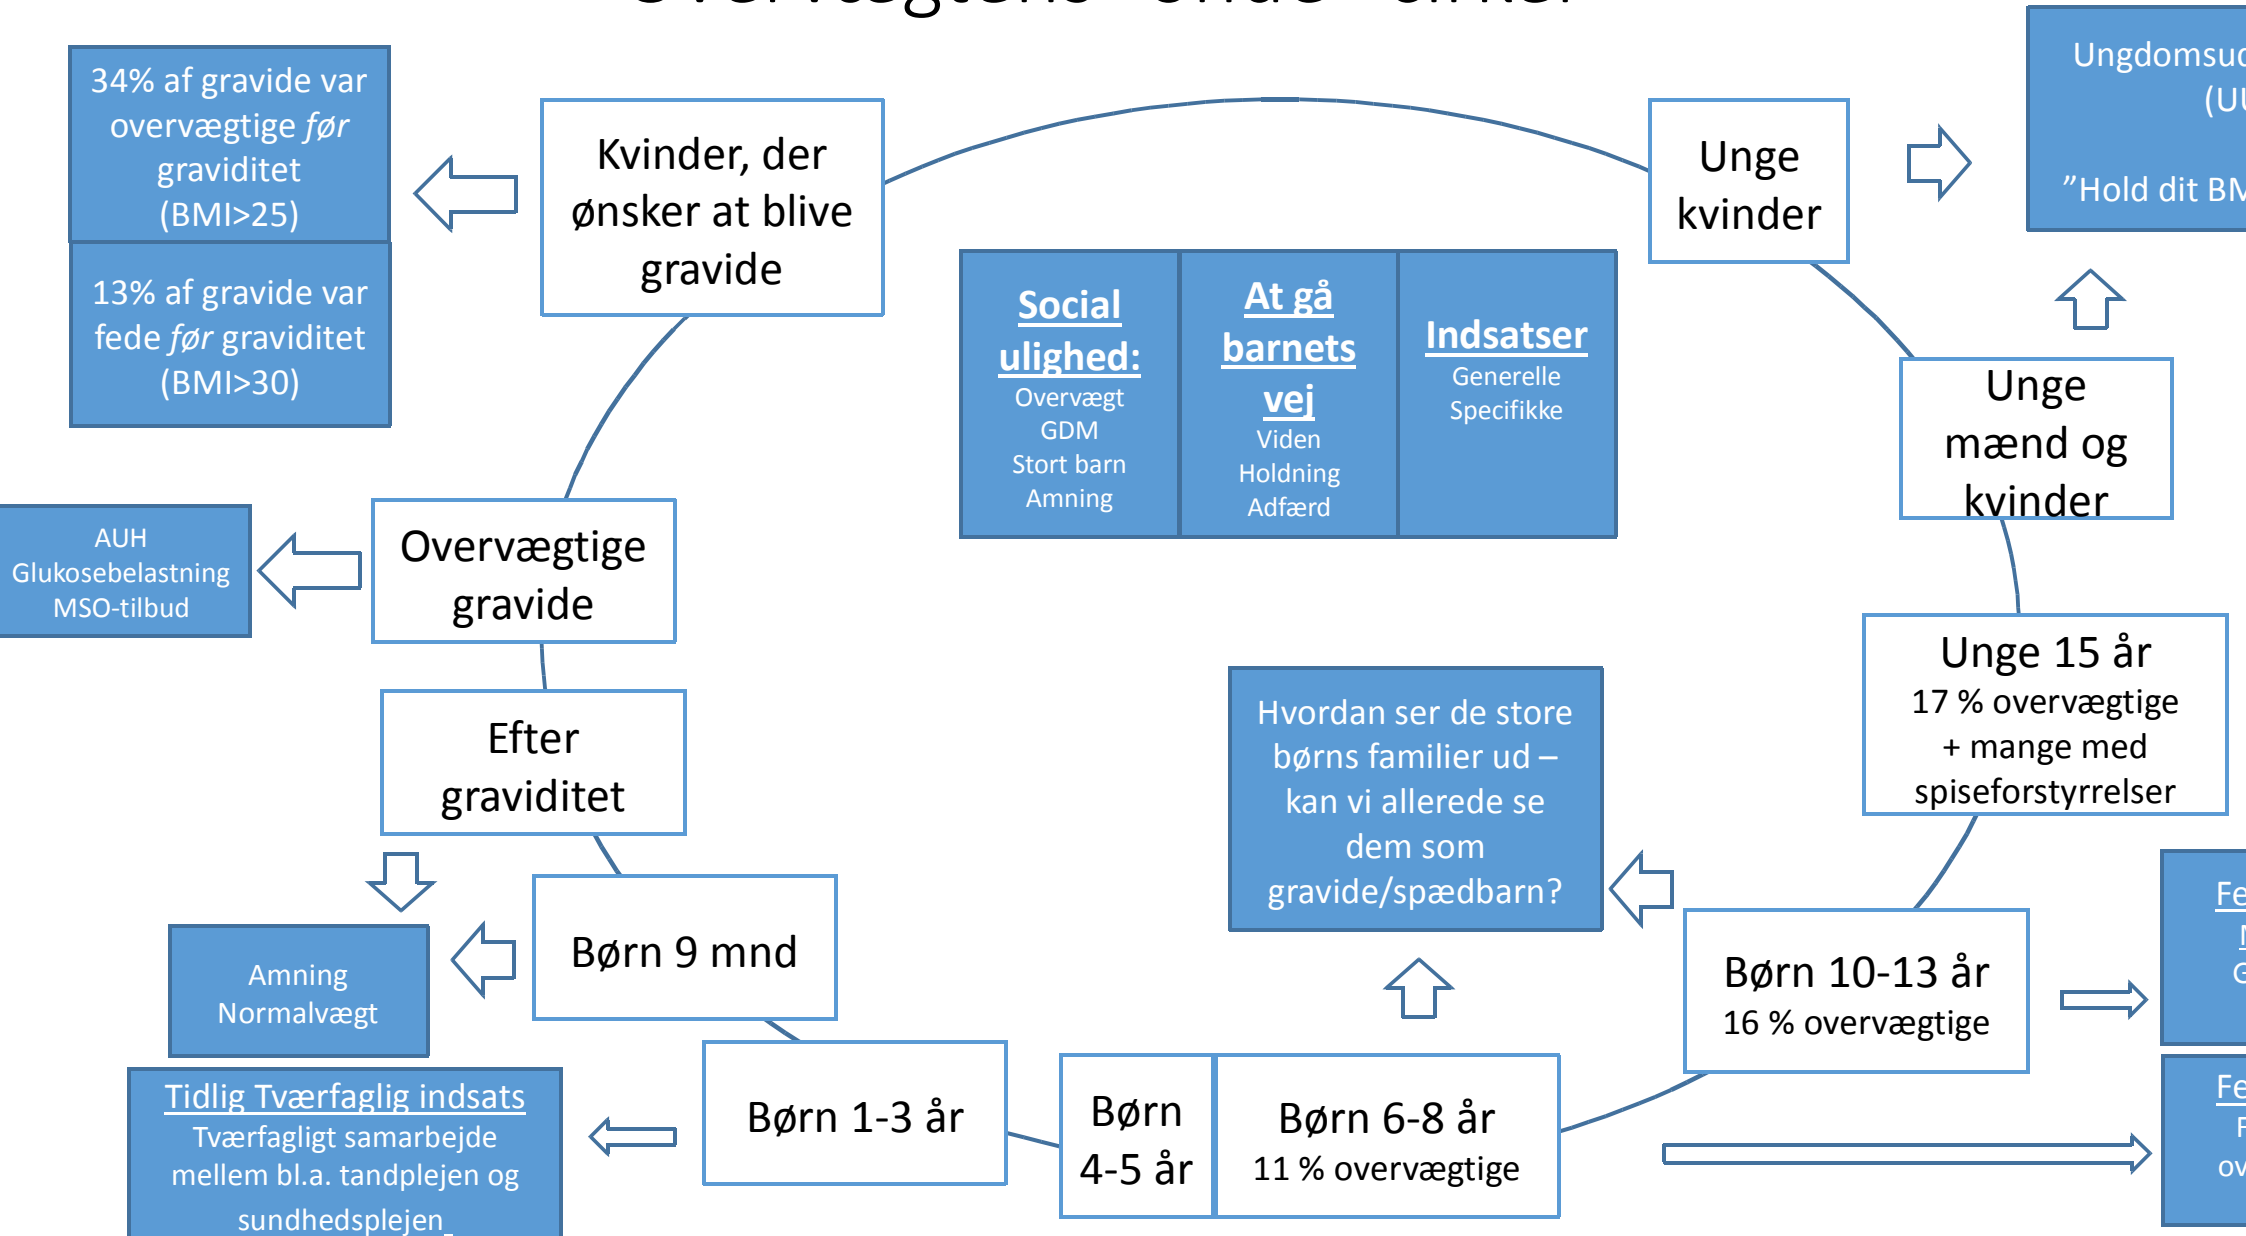 Overvægtens "onde" cirkel
34% af gravide var
overvægtige før
graviditet
(BMI>25)
13% af gravide var
fede før graviditet
(BMI>30)
Kvinder, der
ønsker at blive
gravide
Unge
kvinder
"Hold dit
Social
ulighed:
Overvægt
GDM
Stort barn
Amning
At gå
barnets
vej
Viden
Holdning
Adfærd
Indsatser
Generelle
Specifikke
Unge
mænd og
kvinder
AUH
Glukosebelastning
MSO-tilbud
Overvægtige
gravide
Unge 15 år
17 % overvægtige
+ mange med
spiseforstyrrelser
Efter
graviditet
Hvordan ser de store
børns familier ud –
kan vi allerede se
dem som
gravide/spædbarn?
Børn 9 mnd
Amning
Normalvægt
Børn 10-13 år
16 % overvægtige
Tidlig Tværfaglig indsats
Tværfagligt samarbejde
mellem bl.a. tandplejen og
sundhedsplejen
Børn 1-3 år
Børn
4-5 år
Børn 6-8 år
11 % overvægtige